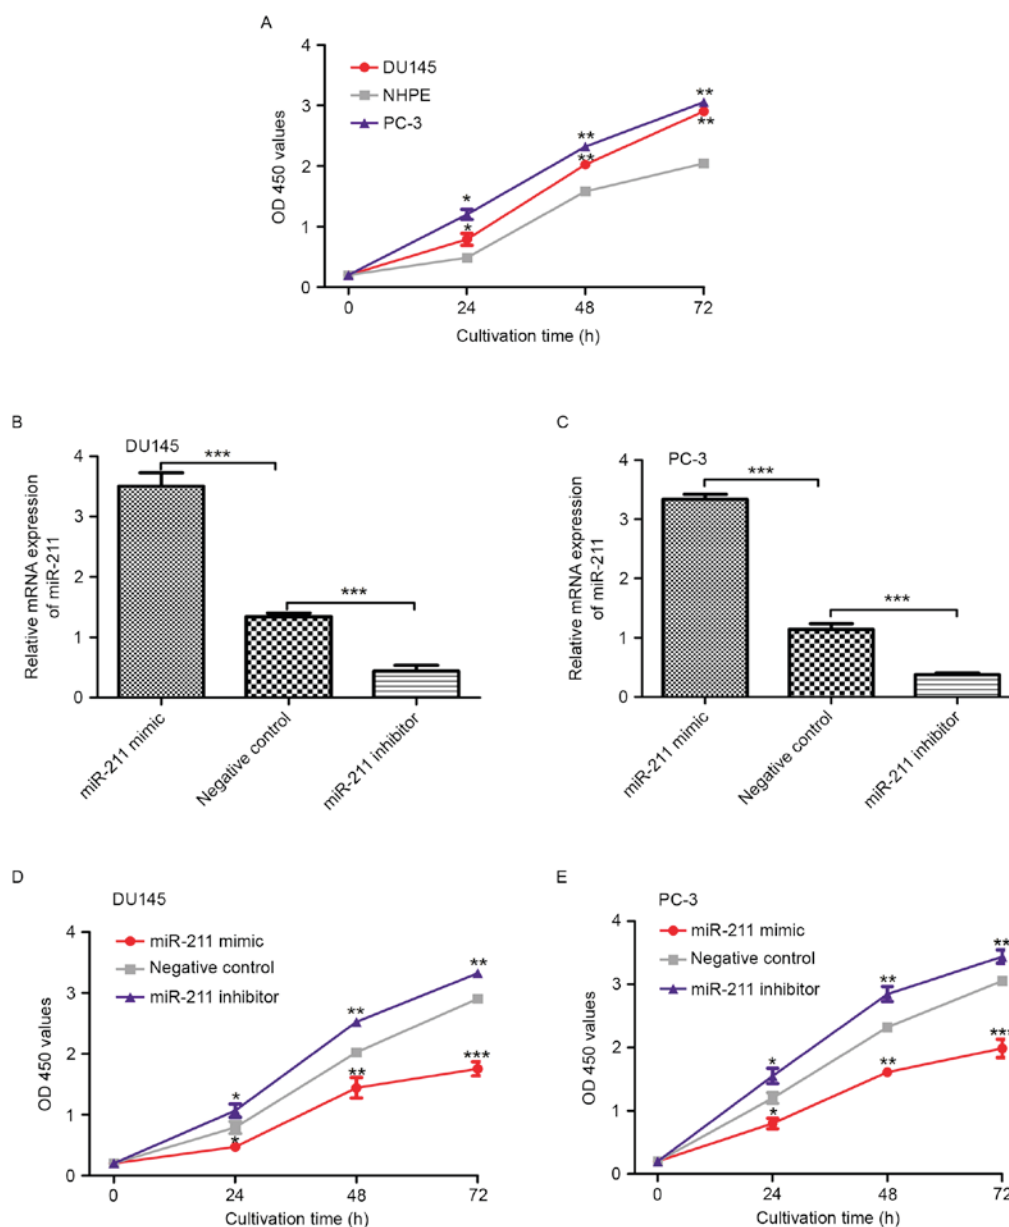 A
4
3
2
1
0
OD 450 values
DU145
NHPE
PC-3
*
*
**
**
**
**
0 24 48 72
Cultivation time (h)
B
DU145
4
3
2
1
0
Relative mRNA expression
of miR-211
***
***
miR-211 mimic
Negative control
miR-211 inhibitor
C
PC-3
4
3
2
1
0
Relative mRNA expression
of miR-211
***
***
miR-211 mimic
Negative control
miR-211 inhibitor
D
DU145
4
3
2
1
0
OD 450 values
miR-211 mimic
Negative control
miR-211 inhibitor
*
*
**
**
**
***
0 24 48 72
Cultivation time (h)
E
PC-3
4
3
2
1
0
OD 450 values
miR-211 mimic
Negative control
miR-211 inhibitor
*
*
**
**
**
***
0 24 48 72
Cultivation time (h)